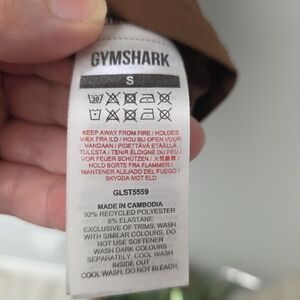 GYMSHARK
S
KEEP AWAY FROM FIRE / HOLDES
VÆK FRA ILD / HOU BIJ OPEN VUUR
VANDAAN / PIDETTÄVÄ ETÄÄLLÄ
TULESTA / TENIR ÉLOIGNÉ DU FEU /
VOR FEUER SCHÜTZEN / 火気厳禁 /
HOLD BORTE FRA FLAMMER /
MANTENER ALEJADO DEL FUEGO /
SKYDDA MOT ELD
GLST5559
MADE IN CAMBODIA
92% RECYCLED POLYESTER
8% ELASTANE
EXCLUSIVE OF TRIMS, WASH
WITH SIMILAR COLOURS, DO
NOT USE SOFTENER
WASH DARK COLOURS
SEPARATELY, COOL WASH
INSIDE OUT
COOL WASH, DO NOT BLEACH,